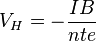 V_H = -\frac{IB}{nte}